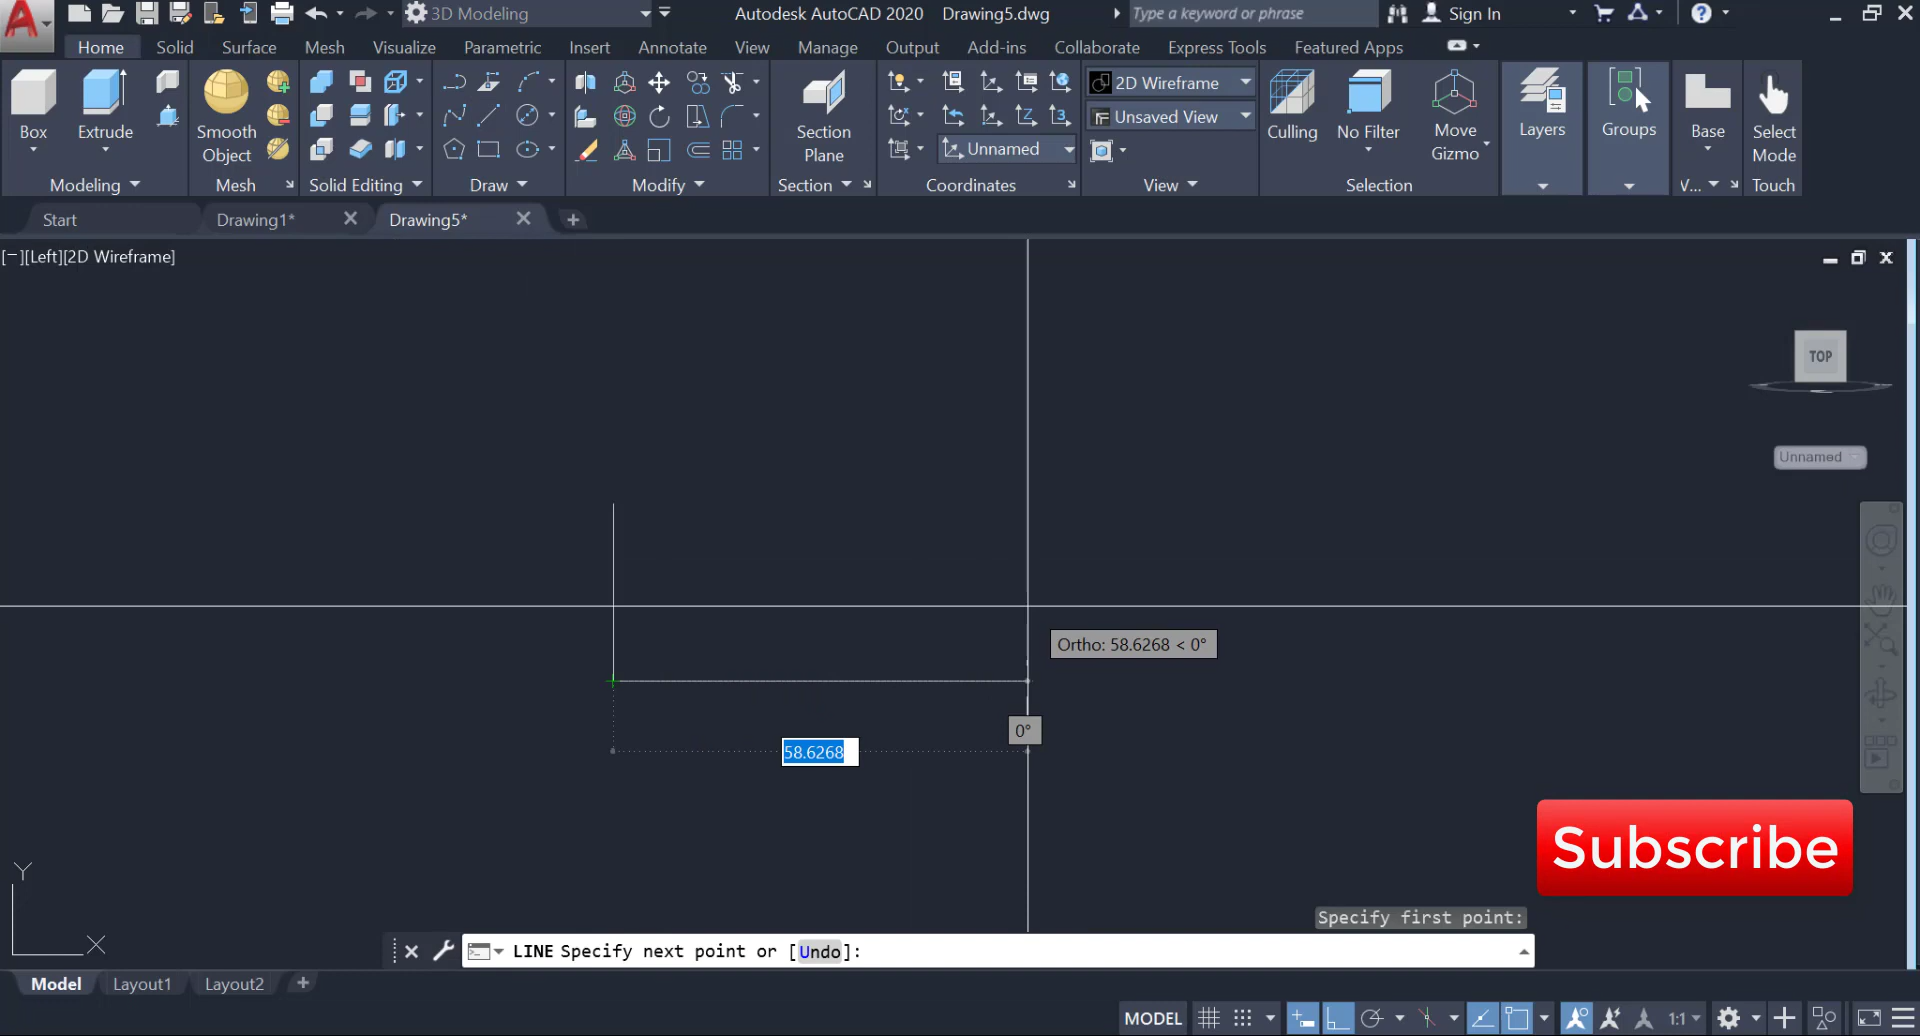 3D Modeling
Autodesk AutoCAD 2020 Drawing5.dwg
Type a keyword or phrase
Sign In
Home Solid Surface Mesh Visualize Parametric Insert Annotate View Manage Output Add-ins Collaborate Express Tools Featured Apps
Box
Extrude
Smooth
Object
Section
Plane
Unnamed
2D Wireframe
Unsaved View
Culling
No Filter
Move
Gizmo
Layers
Groups
Base
Select
Mode
Modeling Mesh Solid Editing Draw Modify Section Coordinates View Selection V... Touch
Start Drawing1* Drawing5*
[−][Left][2D Wireframe]
TOP
Unnamed
Ortho: 58.6268 < 0°
0°
58.6268
Subscribe
Y
X
Specify first point:
LINE Specify next point or [Undo]:
Model Layout1 Layout2
MODEL
1:1